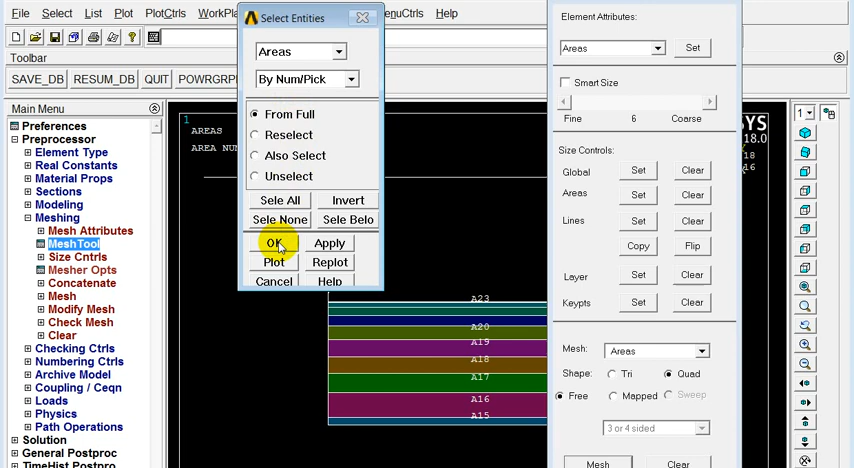 File Select List Plot PlotCtrls WorkPla
nuCtrls Help
Toolbar
SAVE_DB RESUM_DB QUIT POWRGRP
Main Menu
Preferences
Preprocessor
Element Type
Real Constants
Material Props
Sections
Modeling
Meshing
Mesh Attributes
MeshTool
Size Cntrls
Mesher Opts
Concatenate
Mesh
Modify Mesh
Check Mesh
Clear
Checking Ctrls
Numbering Ctrls
Archive Model
Coupling / Ceqn
Loads
Physics
Path Operations
Solution
General Postproc
TimeHist Postpro
1
AREAS
AREA NUM
Select Entities
Areas
By Num/Pick
From Full
Reselect
Also Select
Unselect
Sele All Invert
Sele None Sele Belo
OK Apply
Plot Replot
Cancel Help
A23
A20
A19
A18
A17
A16
A15
Element Attributes:
Areas Set
Smart Size
Fine 6 Coarse
Size Controls:
Global Set Clear
Areas Set Clear
Lines Set Clear
Copy Flip
Layer Set Clear
Keypts Set Clear
Mesh: Areas
Shape: Tri Quad
Free Mapped Sweep
3 or 4 sided
Mesh Clear
SYS
18.0
18
16
1